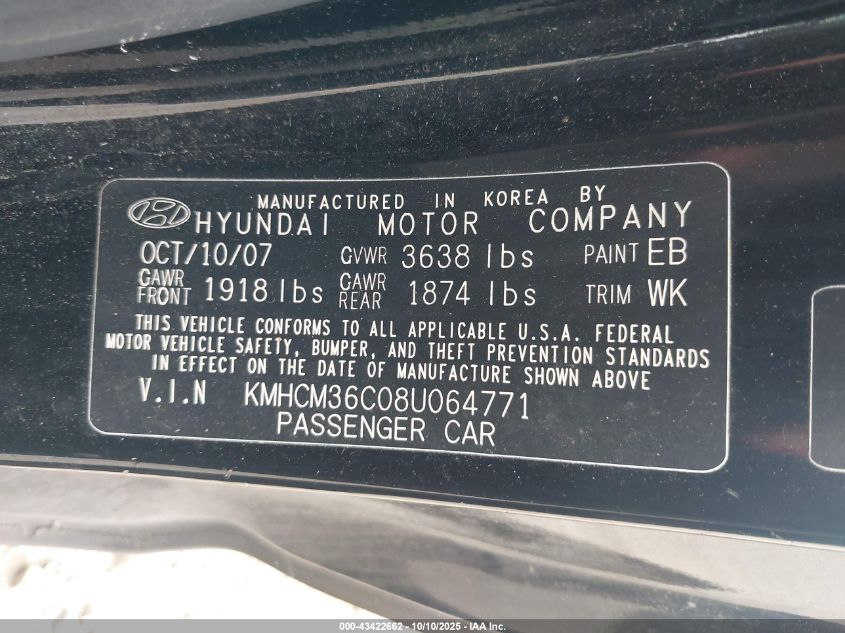 MANUFACTURED IN KOREA BY
HYUNDAI MOTOR COMPANY
OCT/10/07 GVWR 3638 lbs PAINT EB
GAWR FRONT 1918 lbs GAWR REAR 1874 lbs TRIM WK
THIS VEHICLE CONFORMS TO ALL APPLICABLE U.S.A. FEDERAL
MOTOR VEHICLE SAFETY, BUMPER, AND THEFT PREVENTION STANDARDS
IN EFFECT ON THE DATE OF MANUFACTURE SHOWN ABOVE
V.I.N KMHCM36C08U064771
PASSENGER CAR
000-43422662 - 10/10/2025 - IAA Inc.